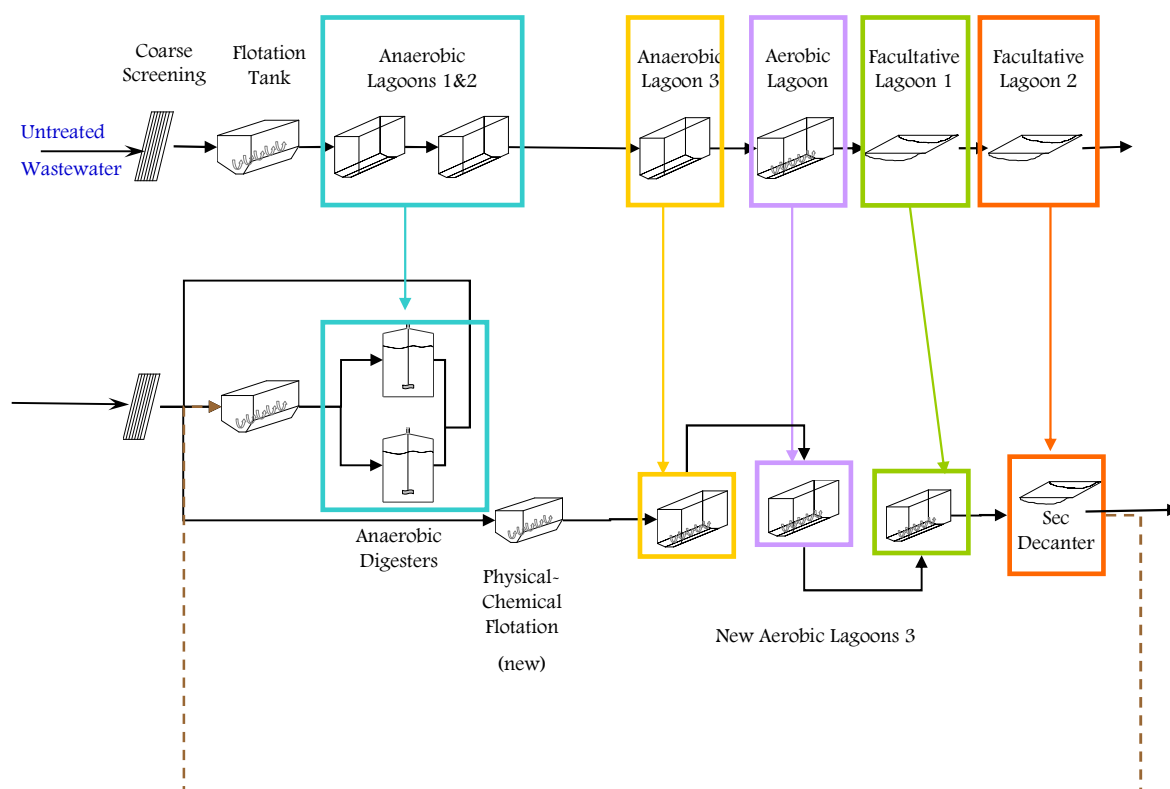 Coarse
Screening
Flotation
Tank
Anaerobic
Lagoons 1&2
Anaerobic
Lagoon 3
Aerobic
Lagoon
Facultative
Lagoon 1
Facultative
Lagoon 2
Untreated
Wastewater
Anaerobic
Digesters
Physical-
Chemical
Flotation
(new)
Sec
Decanter
New Aerobic Lagoons 3